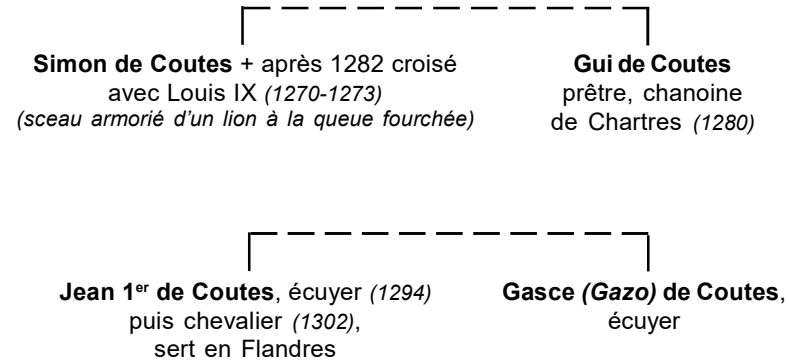 Simon de Coutes + après 1282 croisé
avec Louis IX (1270-1273)
(sceau armorié d'un lion à la queue fourchée)
Gui de Coutes
prêtre, chanoine
de Chartres (1280)
Jean 1er de Coutes, écuyer (1294)
puis chevalier (1302),
sert en Flandres
Gasce (Gazo) de Coutes,
écuyer